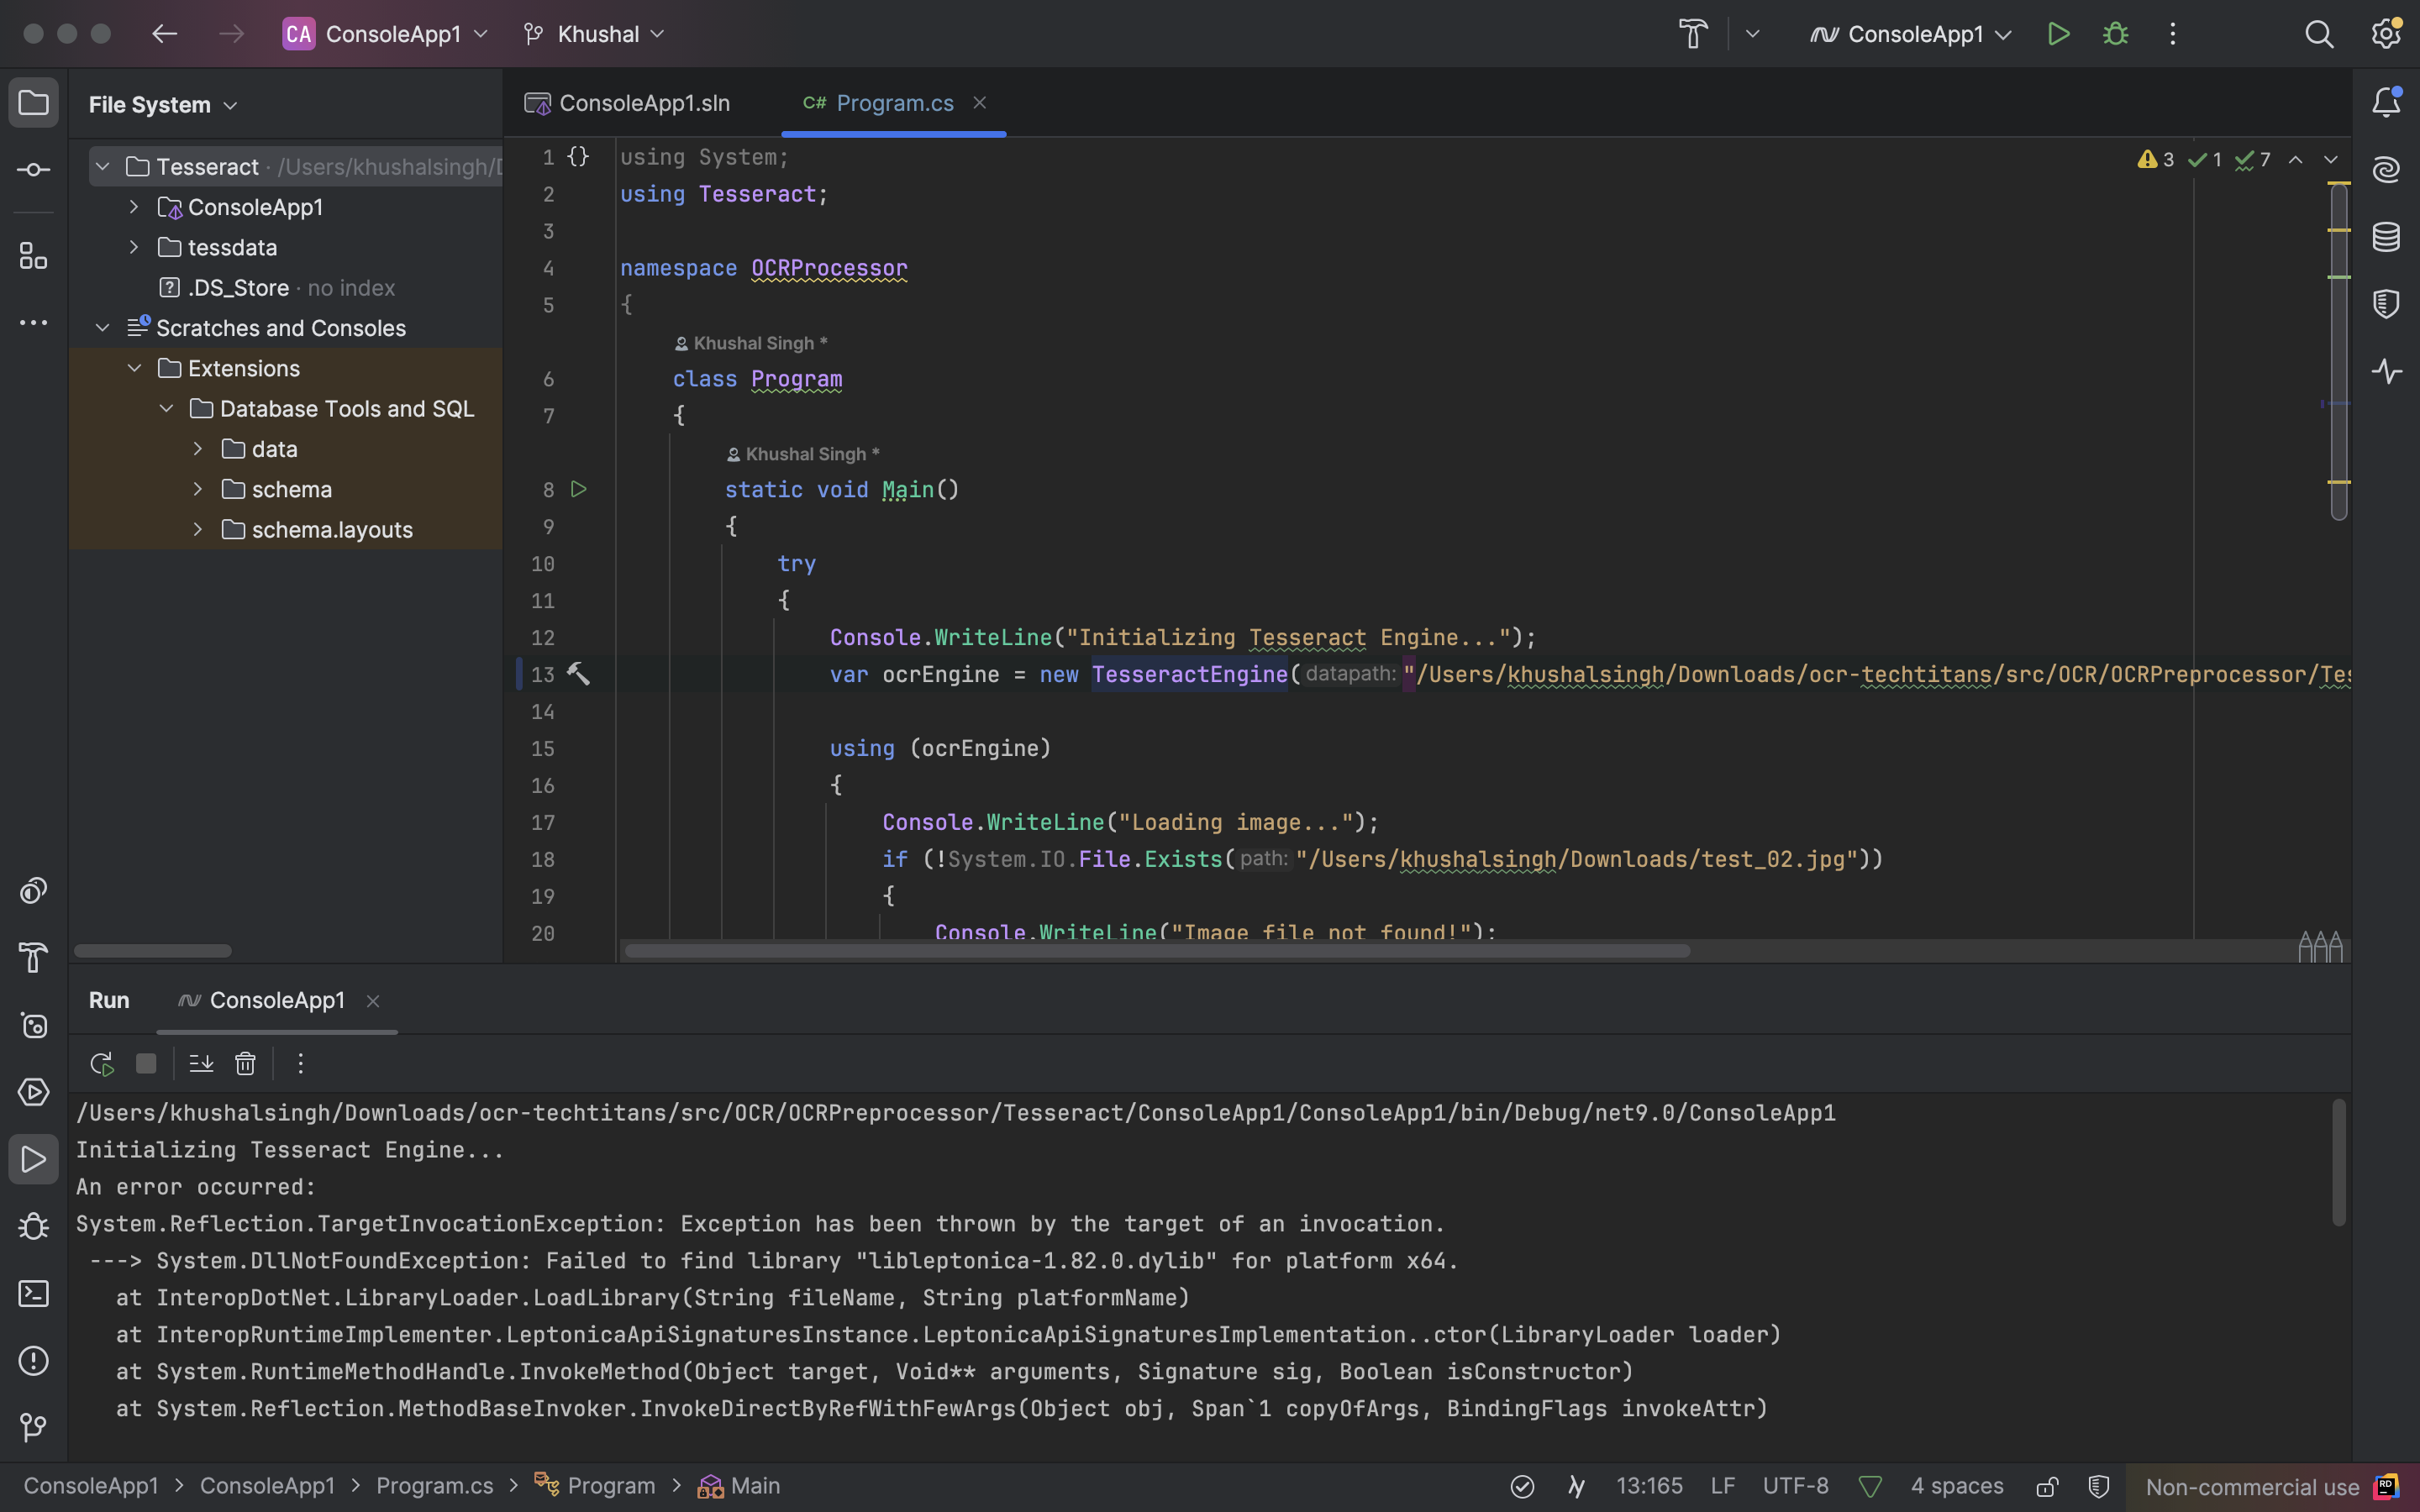 CA ConsoleApp1 Khushal ConsoleApp1
File System
Tesseract · /Users/khushalsingh/D
ConsoleApp1
tessdata
? .DS_Store · no index
Scratches and Consoles
Extensions
Database Tools and SQL
data
schema
schema.layouts
ConsoleApp1.sln C# Program.cs
3 1 7
1 {} using System;
2 using Tesseract;
3
4 namespace OCRProcessor
5 {
Khushal Singh *
6 class Program
7 {
Khushal Singh *
8 static void Main()
9 {
10 try
11 {
12 Console.WriteLine("Initializing Tesseract Engine...");
13 var ocrEngine = new TesseractEngine( datapath: "/Users/khushalsingh/Downloads/ocr-techtitans/src/OCR/OCRPreprocessor/Tes
14
15 using (ocrEngine)
16 {
17 Console.WriteLine("Loading image...");
18 if (!System.IO.File.Exists( path: "/Users/khushalsingh/Downloads/test_02.jpg"))
19 {
20 Console.WriteLine("Image file not found!");
Run ConsoleApp1
/Users/khushalsingh/Downloads/ocr-techtitans/src/OCR/OCRPreprocessor/Tesseract/ConsoleApp1/ConsoleApp1/bin/Debug/net9.0/ConsoleApp1
Initializing Tesseract Engine...
An error occurred:
System.Reflection.TargetInvocationException: Exception has been thrown by the target of an invocation.
---> System.DllNotFoundException: Failed to find library "libleptonica-1.82.0.dylib" for platform x64.
at InteropDotNet.LibraryLoader.LoadLibrary(String fileName, String platformName)
at InteropRuntimeImplementer.LeptonicaApiSignaturesInstance.LeptonicaApiSignaturesImplementation..ctor(LibraryLoader loader)
at System.RuntimeMethodHandle.InvokeMethod(Object target, Void** arguments, Signature sig, Boolean isConstructor)
at System.Reflection.MethodBaseInvoker.InvokeDirectByRefWithFewArgs(Object obj, Span`1 copyOfArgs, BindingFlags invokeAttr)
ConsoleApp1 > ConsoleApp1 > Program.cs > Program > Main 13:165 LF UTF-8 4 spaces Non-commercial use RD